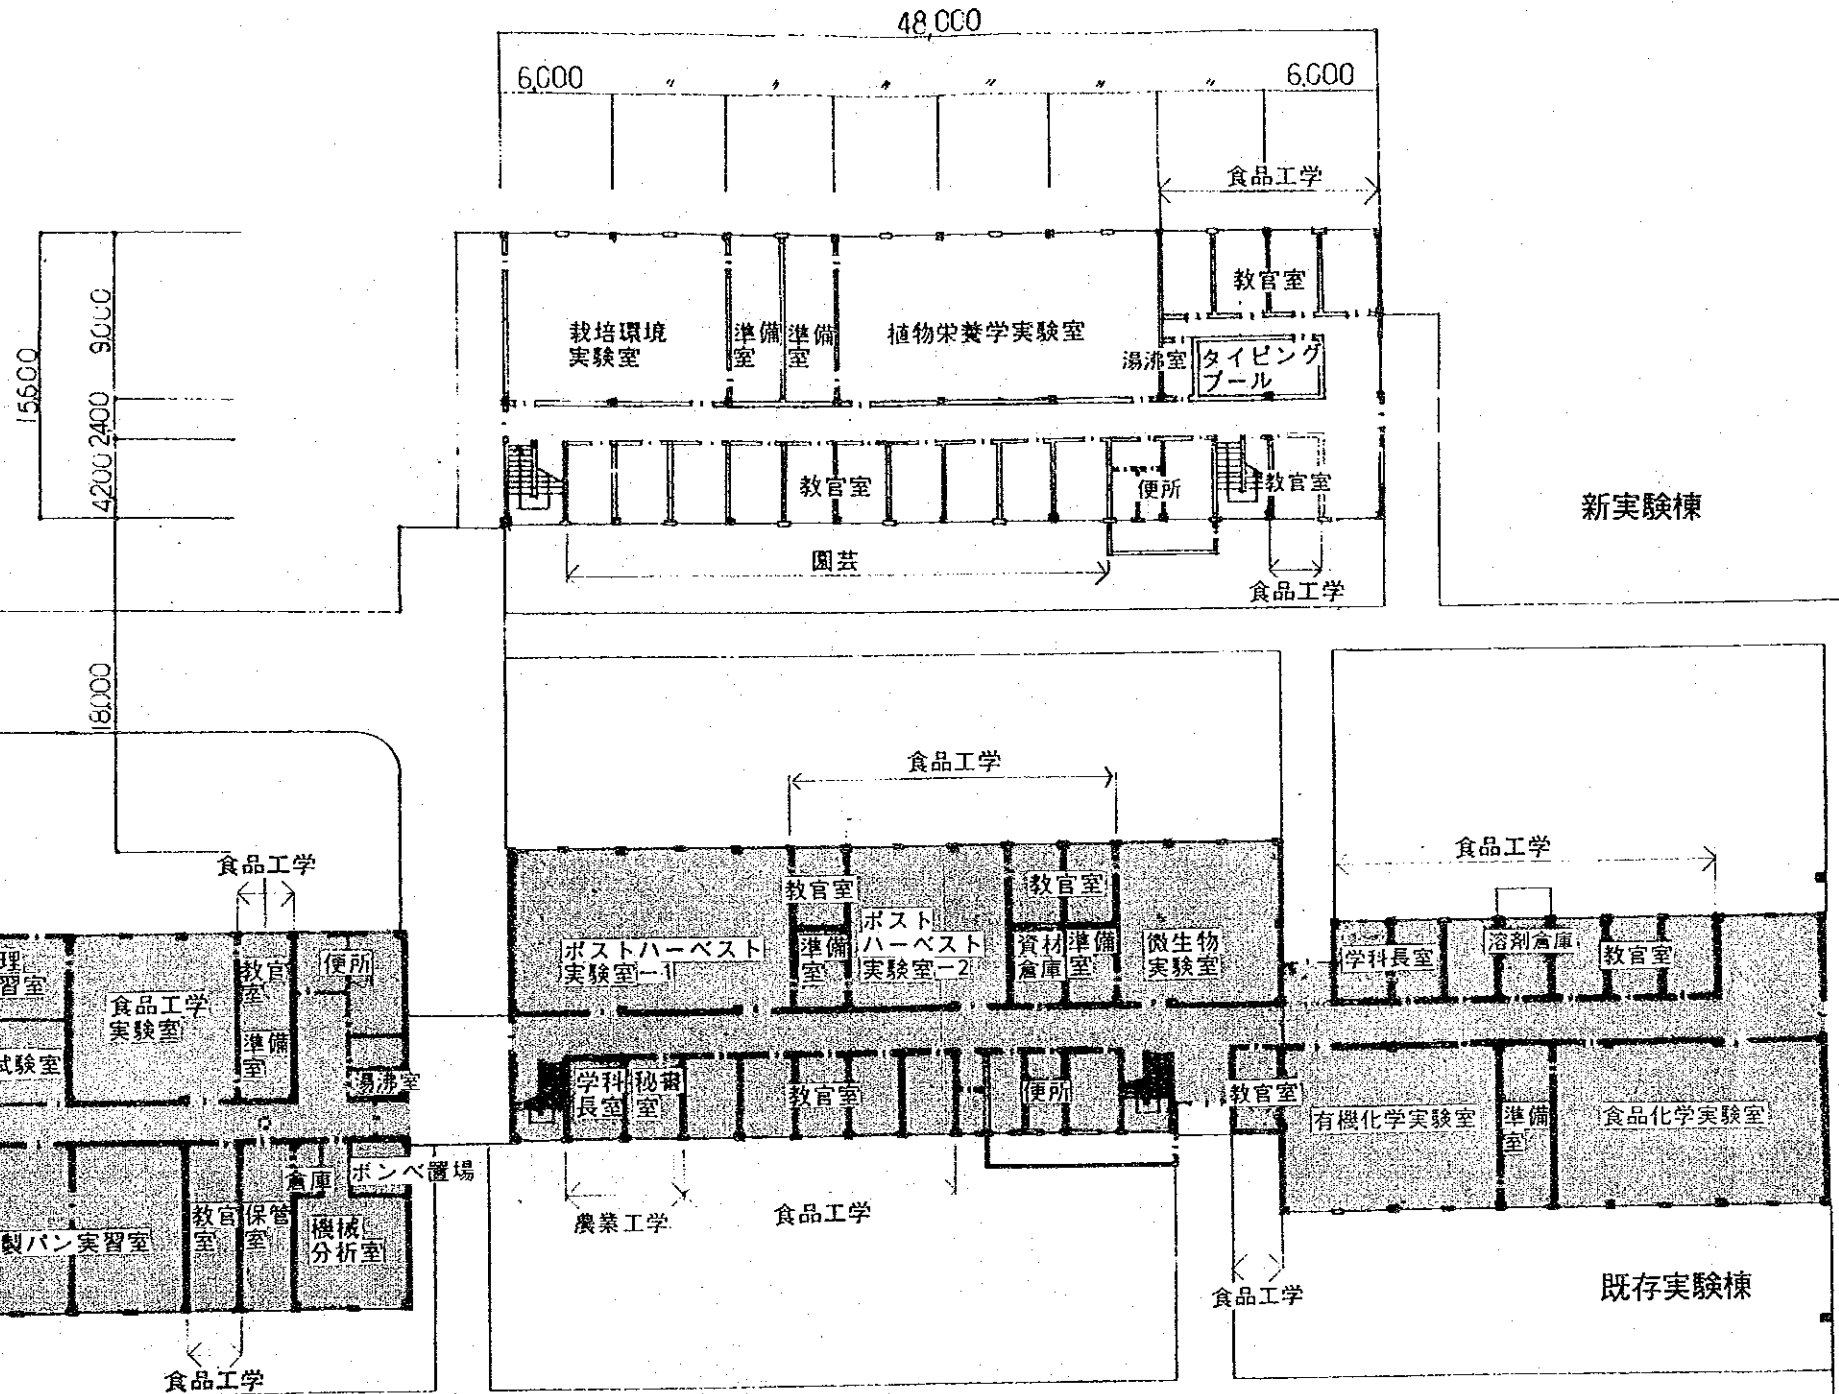 48,000
6,000 〃 〃 〃 〃 〃 〃 6,000
食品工学
15600
9000
2400
4200
18000
栽培環境
実験室
準備
室
準備
室
植物栄養学実験室
教官室
湯沸室
タイピング
プール
教官室
便所
教官室
園芸
食品工学
新実験棟
食品工学
食品工学
食品工学
理
習室
食品工学
実験室
教官
室
便所
試験室
準備
室
湯沸室
製パン実習室
教官
室
保管
室
倉庫
ボンベ置場
機械
分析室
食品工学
ポストハーベスト
実験室-1
教官室
準備
室
ポスト
ハーベスト
実験室-2
教官室
資材
倉庫
準備
室
微生物
実験室
学科
長室
秘書
室
教官室
便所
農業工学
食品工学
学科長室
溶剤倉庫
教官室
教官室
有機化学実験室
準備
室
食品化学実験室
食品工学
既存実験棟